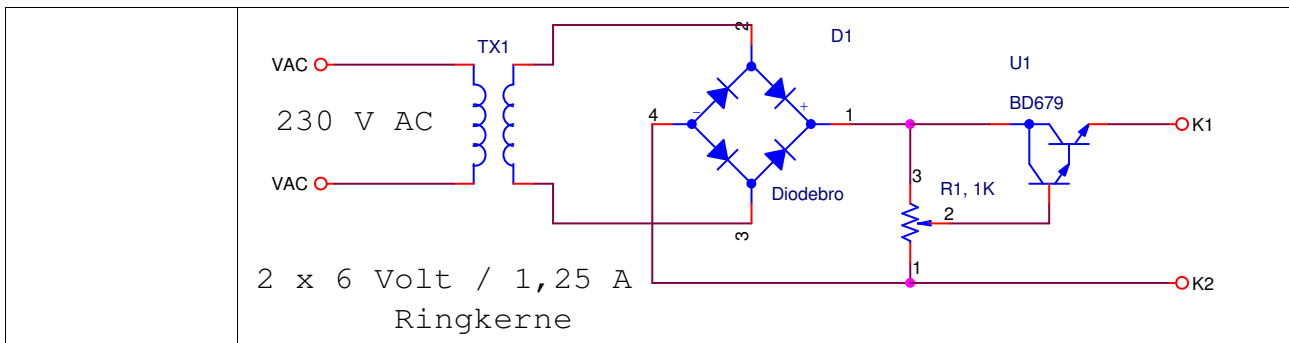 2
D1
TX1
U1
VAC
BD679
230 V AC
4
−
+
1
K1
3
VAC
Diodebro
R1, 1K
2
3
1
2 x 6 Volt / 1,25 A
K2
Ringkerne